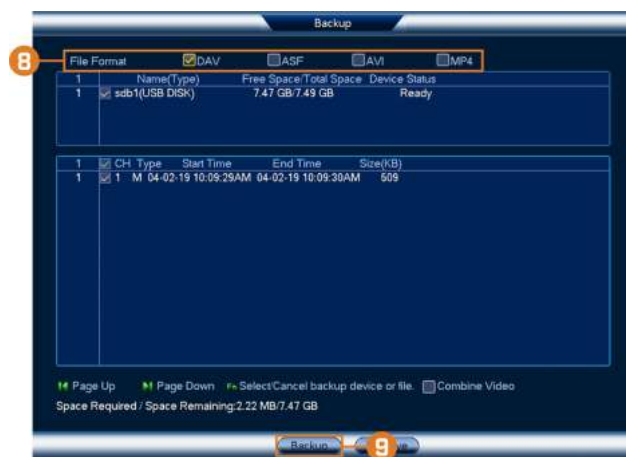 Backup
8
File Format DAV ASF AVI MP4
1 Name(Type) Free Space/Total Space Device Status
1 sdb1(USB DISK) 7.47 GB/7.49 GB Ready
1 CH Type Start Time End Time Size(KB)
1 1 M 04-02-19 10:09:29AM 04-02-19 10:09:30AM 509
Page Up Page Down Fn Select/Cancel backup device or file. Combine Video
Space Required / Space Remaining:2.22 MB/7.47 GB
Backup 9